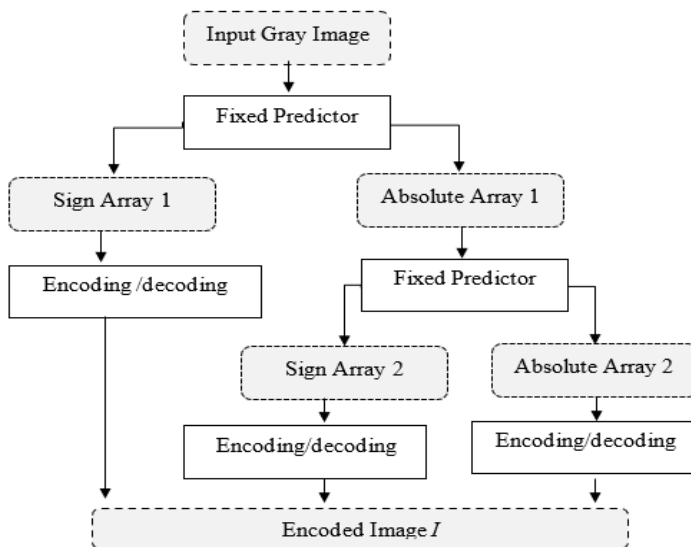 Input Gray Image
Fixed Predictor
Sign Array 1
Absolute Array 1
Encoding /decoding
Fixed Predictor
Sign Array 2
Absolute Array 2
Encoding/decoding
Encoding/decoding
Encoded Image I